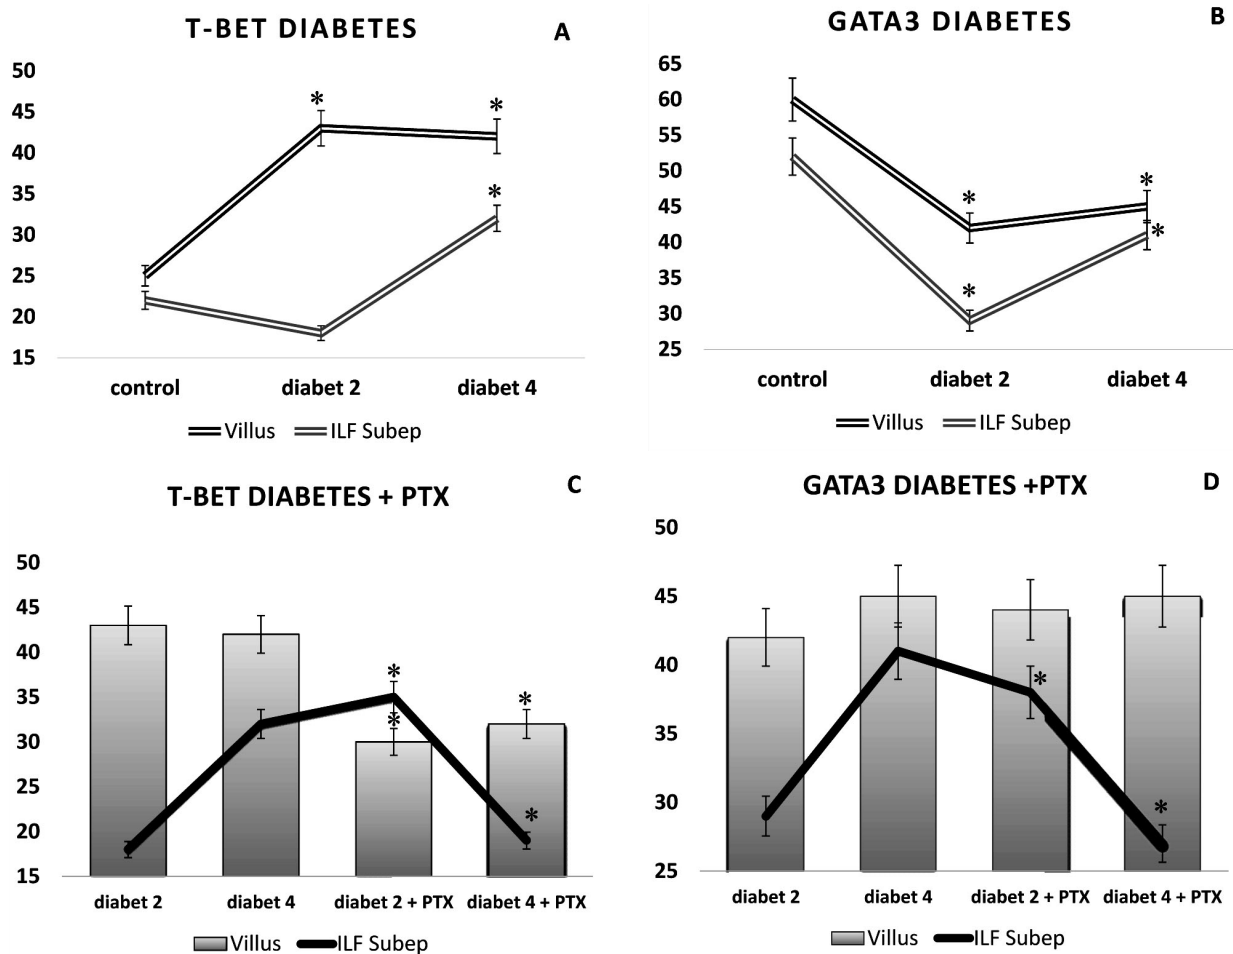 T-BET DIABETES
A
50
45
40
35
30
25
20
15
*
*
*
control
diabet 2
diabet 4
Villus
ILF Subep
GATA3 DIABETES
B
65
60
55
50
45
40
35
30
25
*
*
*
*
control
diabet 2
diabet 4
Villus
ILF Subep
T-BET DIABETES + PTX
C
50
45
40
35
30
25
20
15
*
*
*
*
diabet 2
diabet 4
diabet 2 + PTX
diabet 4 + PTX
Villus
ILF Subep
GATA3 DIABETES +PTX
D
50
45
40
35
30
25
*
*
diabet 2
diabet 4
diabet 2 + PTX
diabet 4 + PTX
Villus
ILF Subep